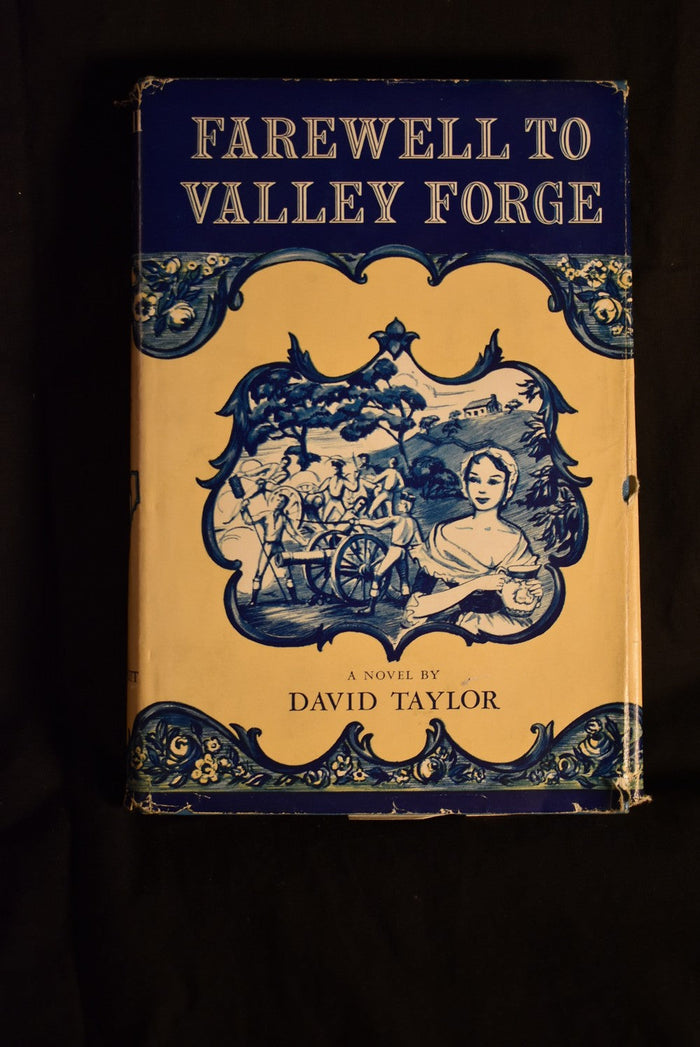 FAREWELL TO
VALLEY FORGE
A NOVEL BY
DAVID TAYLOR